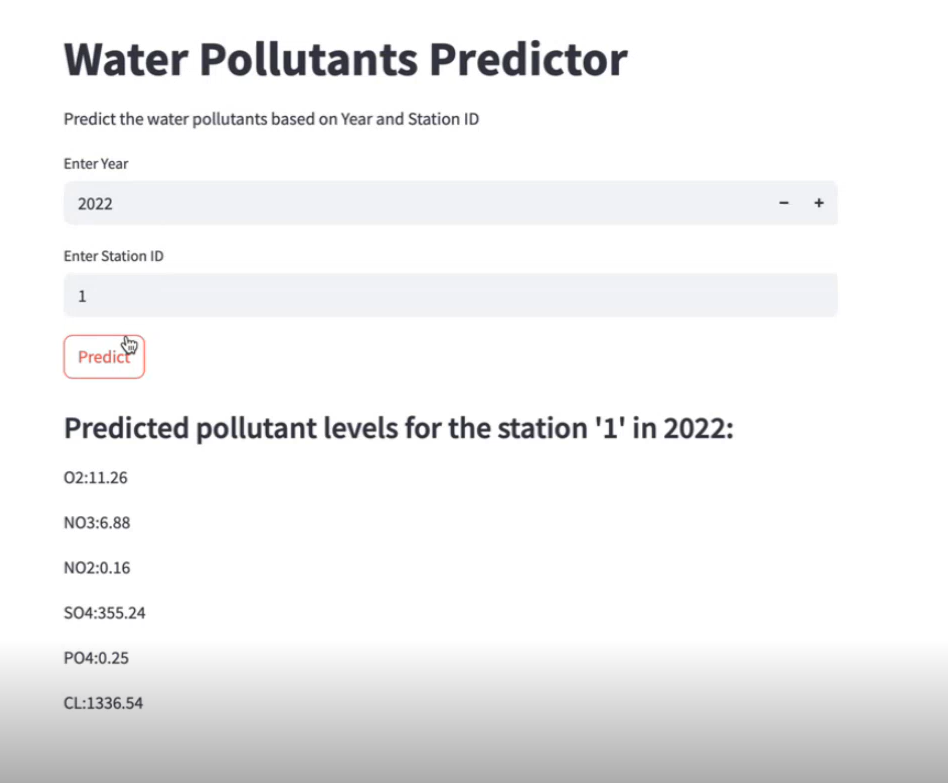 Water Pollutants Predictor
Predict the water pollutants based on Year and Station ID
Enter Year
2022 − +
Enter Station ID
1
Predict
Predicted pollutant levels for the station '1' in 2022:
O2:11.26
NO3:6.88
NO2:0.16
SO4:355.24
PO4:0.25
CL:1336.54